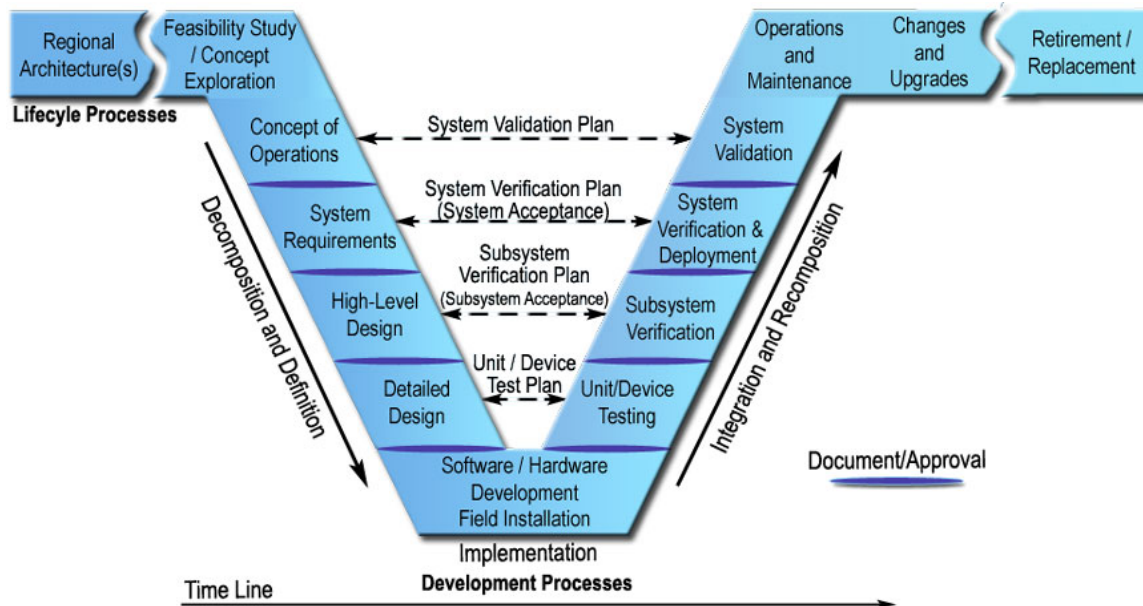 Regional
Architecture(s)
Feasibility Study
/ Concept
Exploration
Operations
and
Maintenance
Changes
and
Upgrades
Retirement /
Replacement
Lifecyle Processes
Concept of
Operations
System Validation Plan
System
Validation
System
Requirements
System Verification Plan
(System Acceptance)
System
Verification &
Deployment
High-Level
Design
Subsystem
Verification Plan
(Subsystem Acceptance)
Subsystem
Verification
Detailed
Design
Unit / Device
Test Plan
Unit/Device
Testing
Decomposition and Definition
Integration and Recomposition
Software / Hardware
Development
Field Installation
Document/Approval
Implementation
Development Processes
Time Line